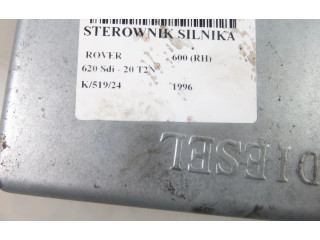 STEROWNIK SILNIKA
ROVER 600 (RH)
620 Sdi - 20 T2N
K/519/24 1996
DIESEL